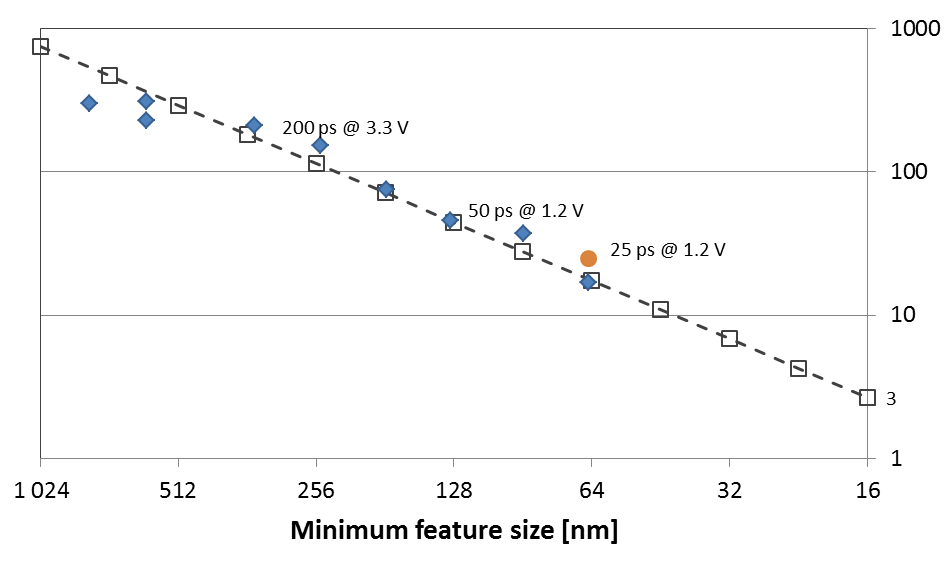 1000
200 ps @ 3.3 V
100
50 ps @ 1.2 V
25 ps @ 1.2 V
10
3
1
1 024 512 256 128 64 32 16
Minimum feature size [nm]